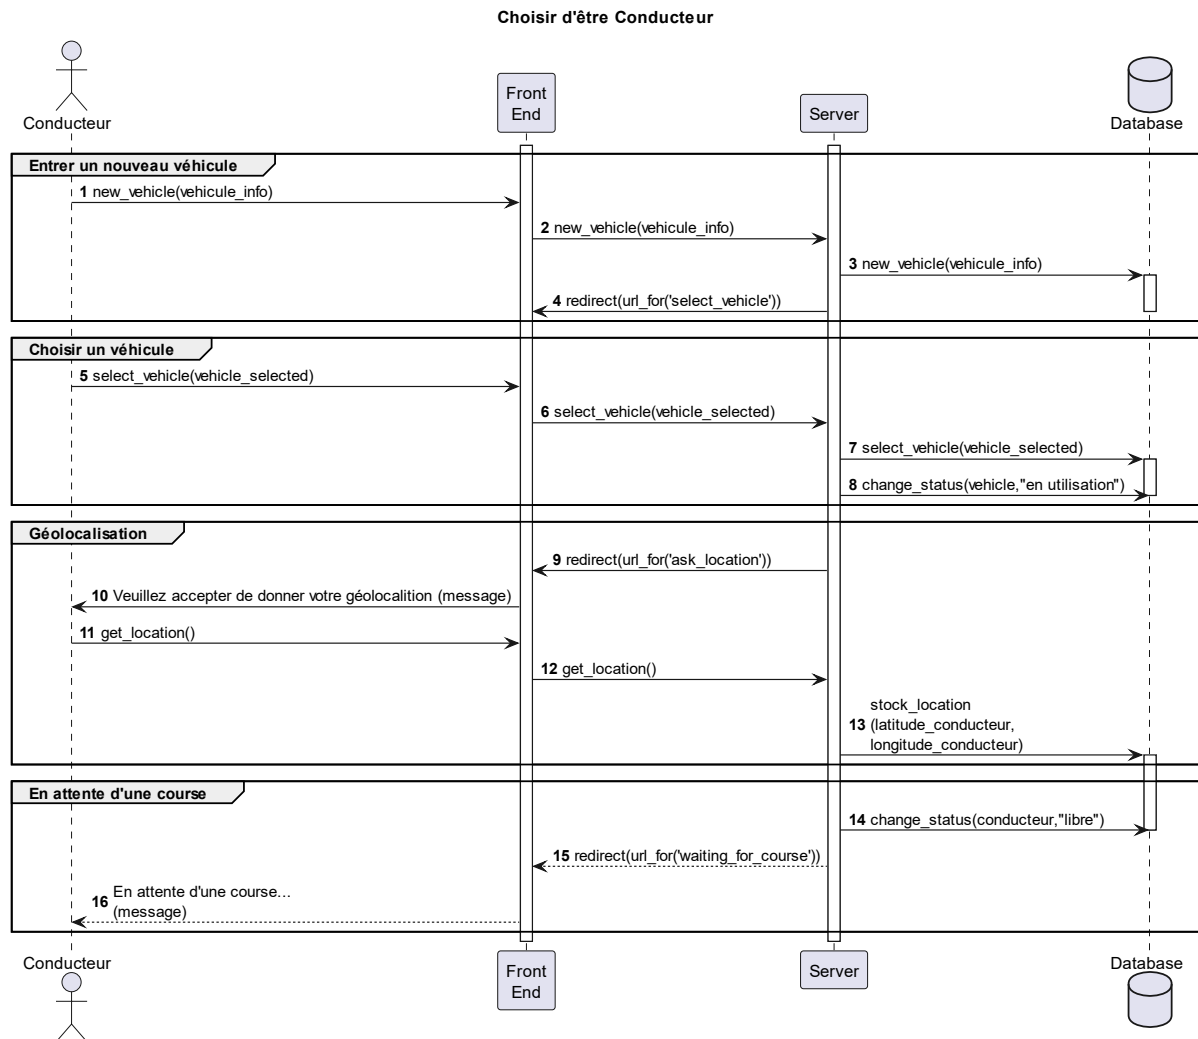 Choisir d'être Conducteur
Conducteur
Front
End
Server
Database
Entrer un nouveau véhicule
1 new_vehicle(vehicule_info)
2 new_vehicle(vehicule_info)
3 new_vehicle(vehicule_info)
4 redirect(url_for('select_vehicle'))
Choisir un véhicule
5 select_vehicle(vehicle_selected)
6 select_vehicle(vehicle_selected)
7 select_vehicle(vehicle_selected)
8 change_status(vehicle,"en utilisation")
Géolocalisation
9 redirect(url_for('ask_location'))
10 Veuillez accepter de donner votre géolocalition (message)
11 get_location()
12 get_location()
stock_location
13 (latitude_conducteur,
longitude_conducteur)
En attente d'une course
14 change_status(conducteur,"libre")
15 redirect(url_for('waiting_for_course'))
En attente d'une course...
16 (message)
Conducteur
Front
End
Server
Database